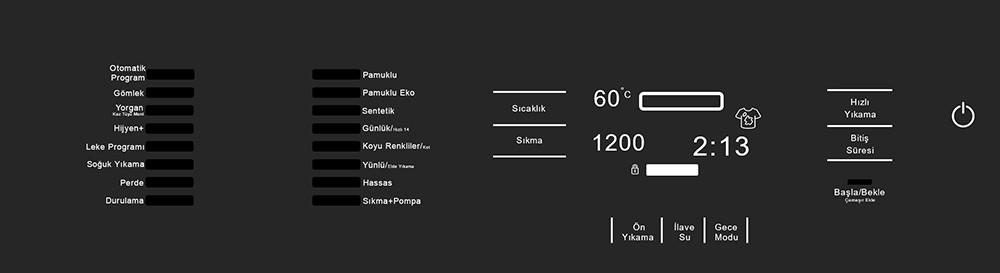 Otomatik
Program
Gömlek
Yorgan
Kaz Tüyü Mont
Hijyen+
Leke Programı
Soğuk Yıkama
Perde
Durulama
Pamuklu
Pamuklu Eko
Sentetik
Günlük/Hızlı 14
Koyu Renkliler/Kot
Yünlü/Elde Yıkama
Hassas
Sıkma+Pompa
Sıcaklık
Sıkma
60°C
1200
2:13
Ön
Yıkama
İlave
Su
Gece
Modu
Hızlı
Yıkama
Bitiş
Süresi
Başla/Bekle
Çamaşır Ekle